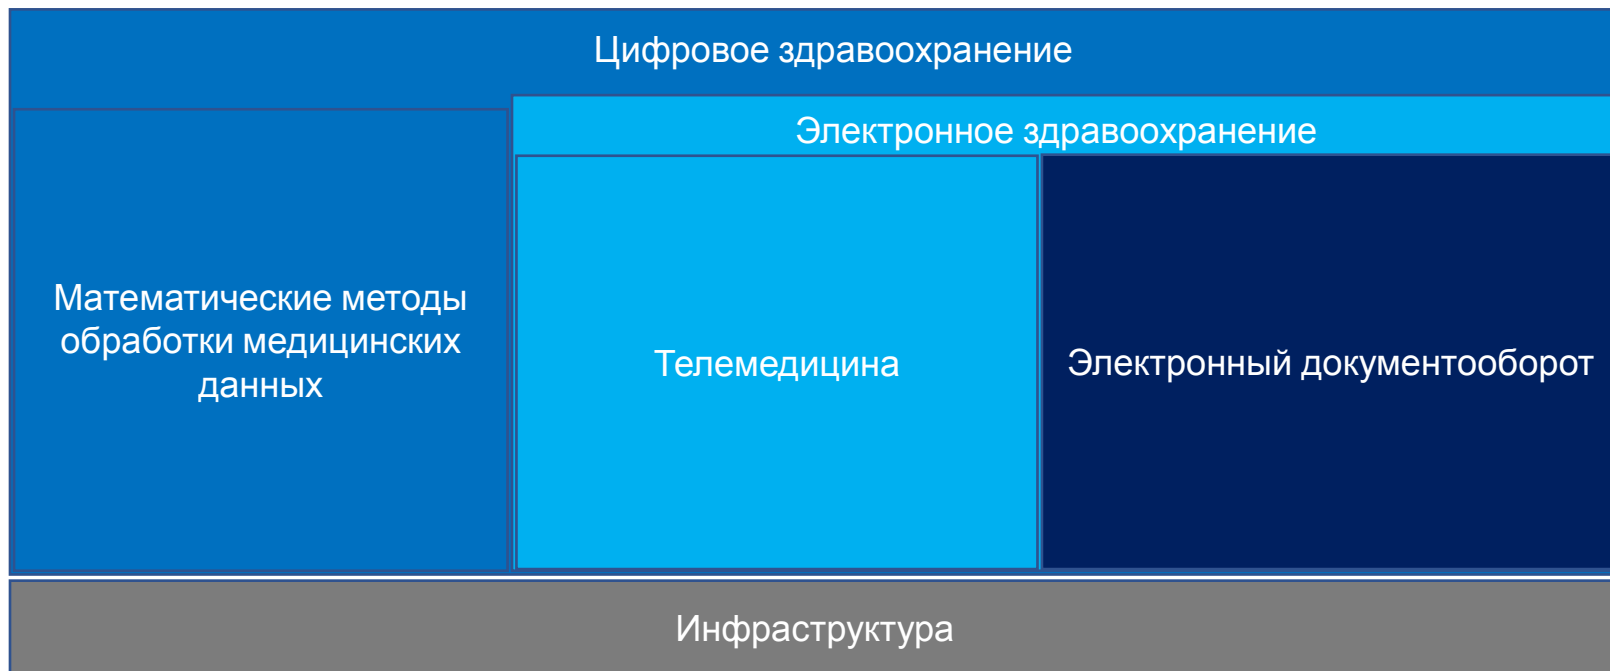 Цифровое здравоохранение
Электронное здравоохранение
Математические методы
обработки медицинских
данных
Телемедицина
Электронный документооборот
Инфраструктура